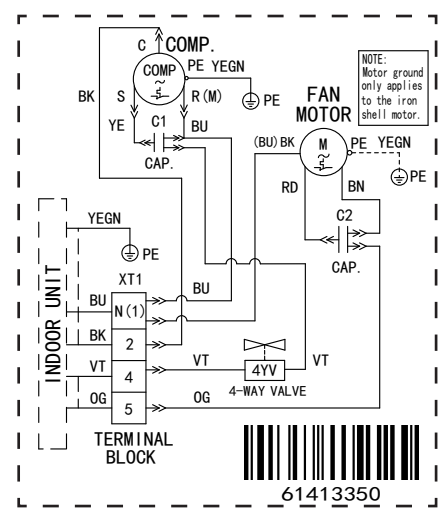 C COMP.
COMP
PE YEGN
PE
BK
S
R(M)
YE
C1
BU
CAP.
NOTE:
Motor ground
only applies
to the iron
shell motor.
FAN
MOTOR
(BU)BK
M
PE YEGN
PE
RD
BN
C2
CAP.
INDOOR UNIT
YEGN
PE
XT1
BU
N(1)
BU
BK
2
VT
4
VT
4YV
VT
4-WAY VALVE
OG
5
OG
TERMINAL
BLOCK
61413350